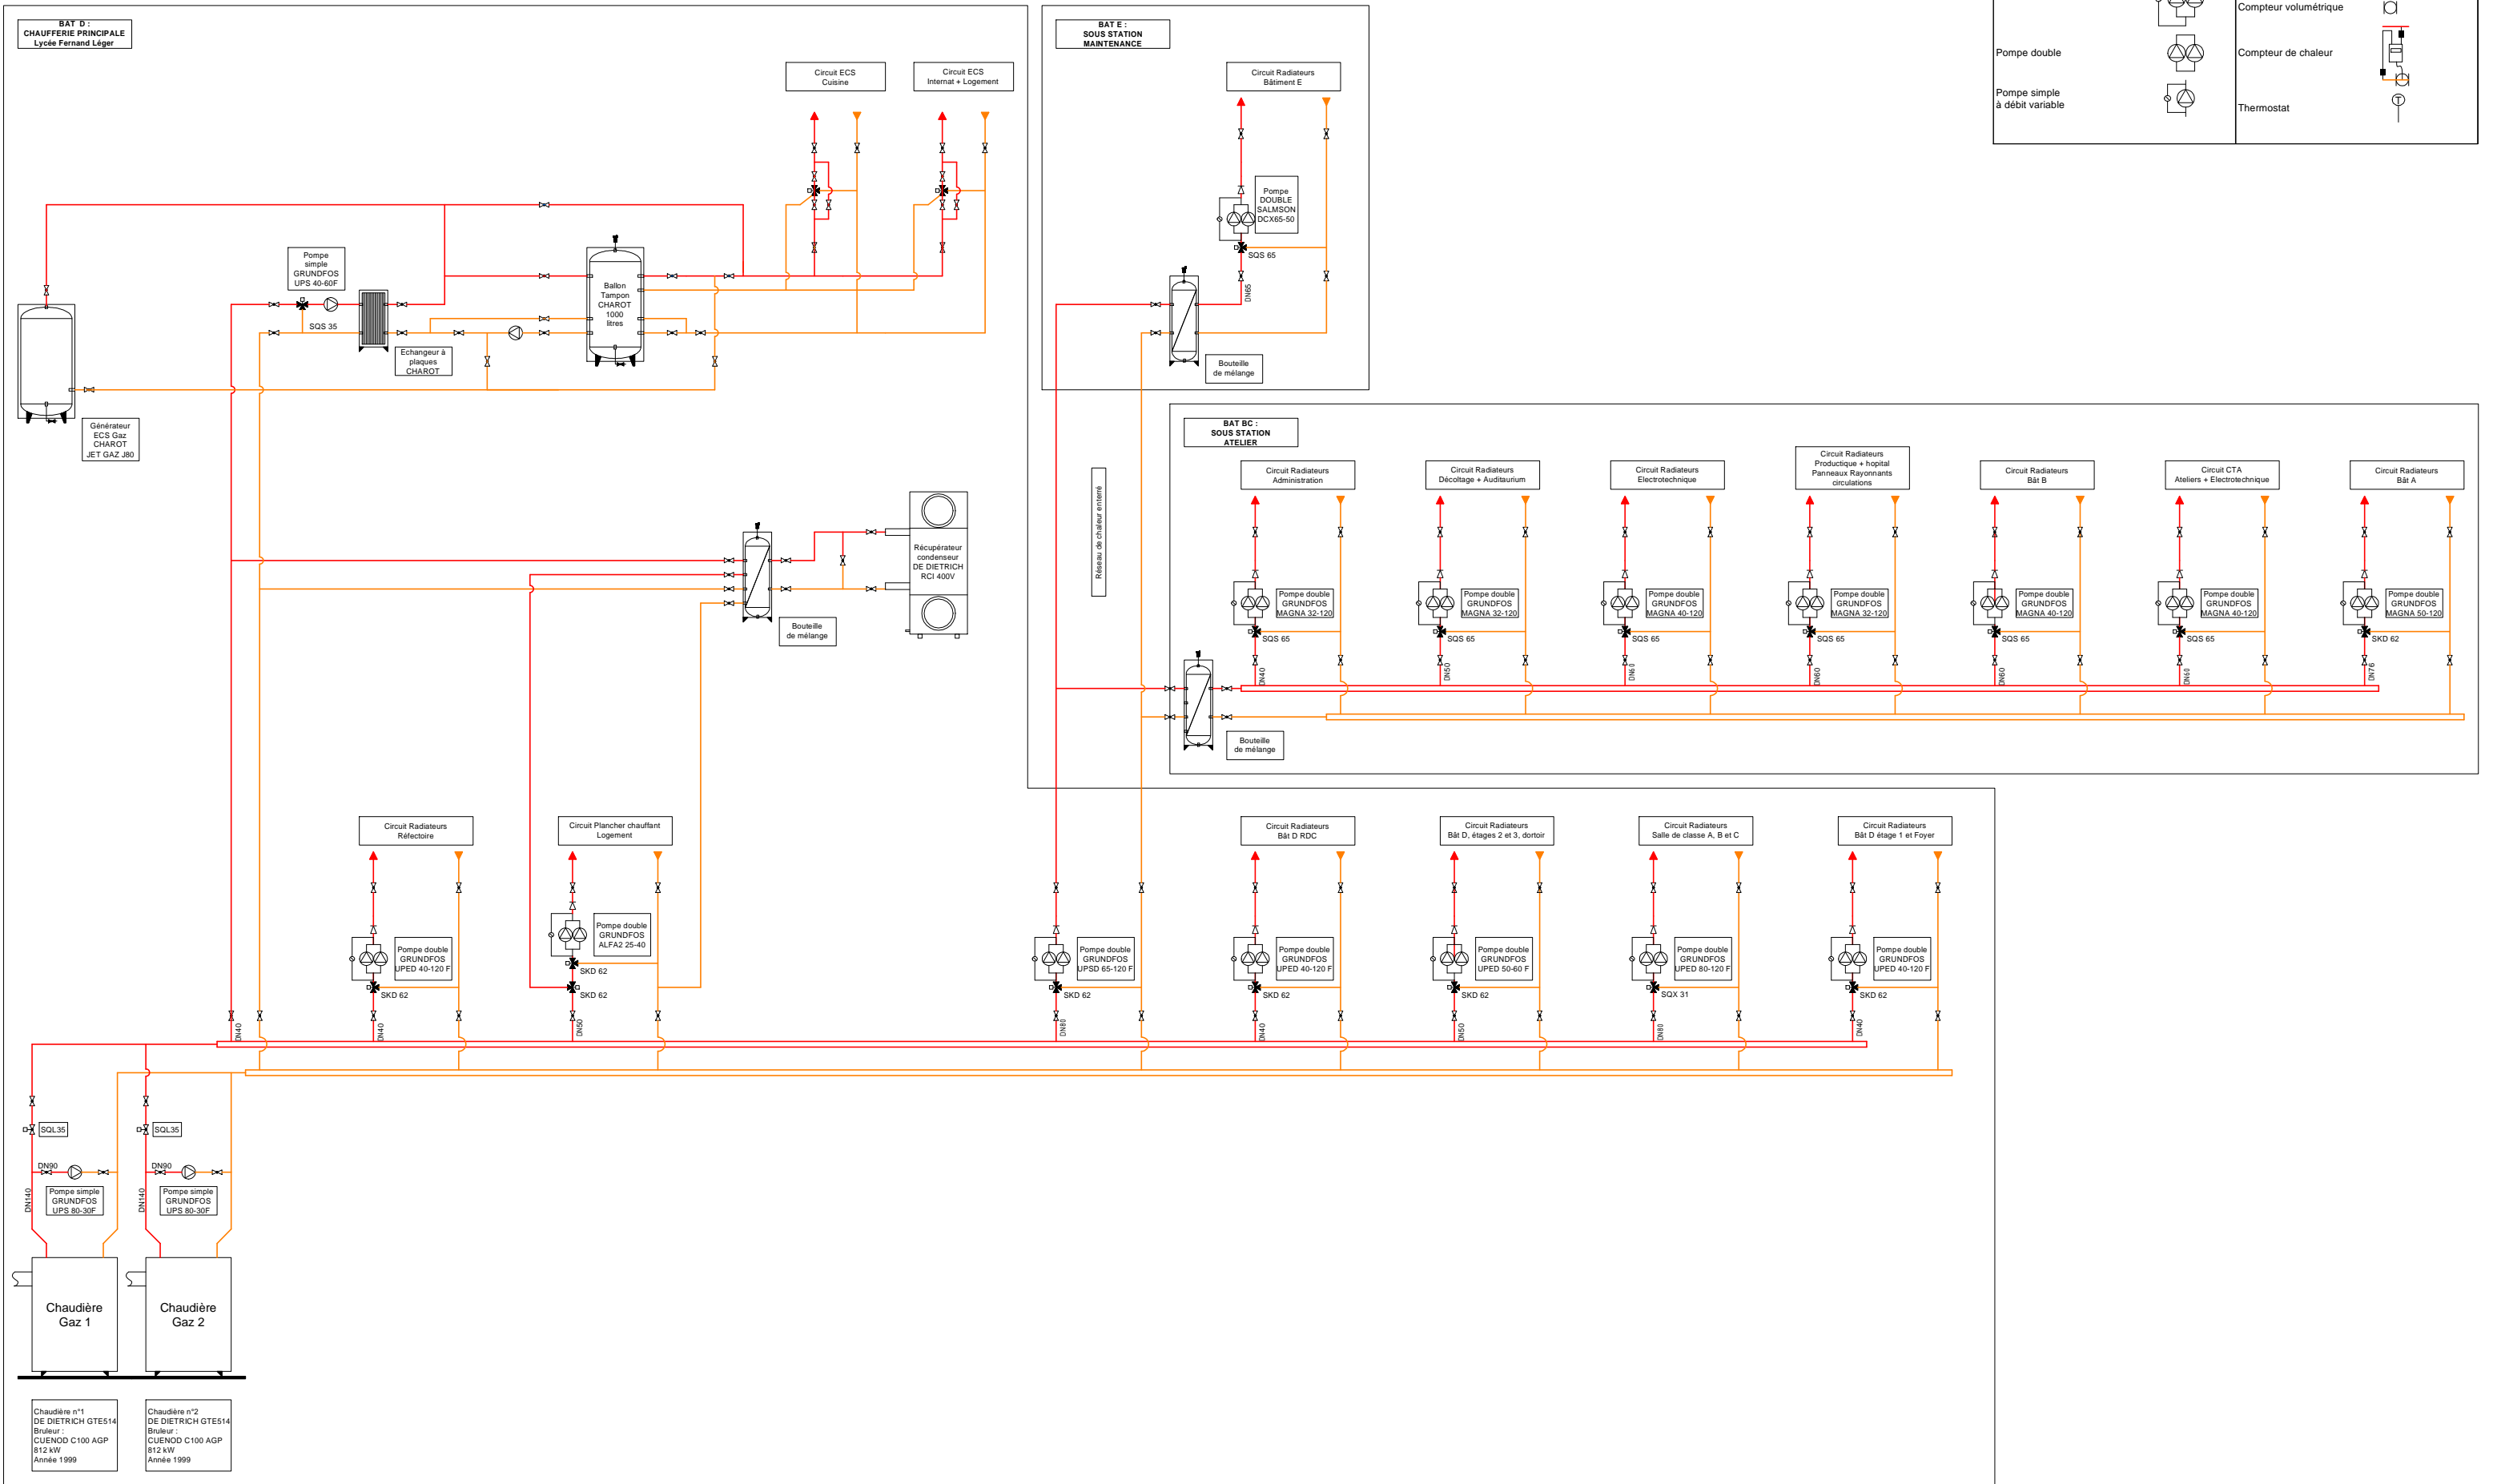 BAT D :
CHAUFFERIE PRINCIPALE
Lycée Fernand Léger
Circuit ECS
Cuisine
Circuit ECS
Internat + Logement
BAT E :
SOUS STATION
MAINTENANCE
Circuit Radiateurs
Bâtiment E
Compteur volumétrique
Pompe double
Compteur de chaleur
Pompe simple
à débit variable
Thermostat
T
Pompe
DOUBLE
SALMSON
DCX65-50
SQS 65
DN65
Bouteille
de mélange
Pompe
simple
GRUNDFOS
UPS 40-60F
SQS 35
Echangeur à
plaques
CHAROT
Ballon
Tampon
CHAROT
1000
litres
Générateur
ECS Gaz
CHAROT
JET GAZ J80
Récupérateur
condenseur
DE DIETRICH
RCI 400V
Bouteille
de mélange
Réseau de chaleur enterré
BAT BC :
SOUS STATION
ATELIER
Circuit Radiateurs
Administration
Circuit Radiateurs
Décoltage + Auditaurium
Circuit Radiateurs
Electrotechnique
Circuit Radiateurs
Productique + hopital
Panneaux Rayonnants
circulations
Circuit Radiateurs
Bât B
Circuit CTA
Ateliers + Electrotechnique
Circuit Radiateurs
Bât A
Pompe double
GRUNDFOS
MAGNA 32-120
SQS 65
DN40
Pompe double
GRUNDFOS
MAGNA 32-120
SQS 65
DN50
Pompe double
GRUNDFOS
MAGNA 40-120
SQS 65
DN60
Pompe double
GRUNDFOS
MAGNA 32-120
SQS 65
DN60
Pompe double
GRUNDFOS
MAGNA 40-120
SQS 65
DN60
Pompe double
GRUNDFOS
MAGNA 40-120
SQS 65
DN60
Pompe double
GRUNDFOS
MAGNA 50-120
SKD 62
DN76
Bouteille
de mélange
Circuit Radiateurs
Réfectoire
Circuit Plancher chauffant
Logement
Circuit Radiateurs
Bât D RDC
Circuit Radiateurs
Bât D, étages 2 et 3, dortoir
Circuit Radiateurs
Salle de classe A, B et C
Circuit Radiateurs
Bât D étage 1 et Foyer
DN40
Pompe double
GRUNDFOS
UPED 40-120 F
SKD 62
DN40
Pompe double
GRUNDFOS
ALFA2 25-40
SKD 62
SKD 62
DN50
Pompe double
GRUNDFOS
UPSD 65-120 F
SKD 62
DN80
Pompe double
GRUNDFOS
UPED 40-120 F
SKD 62
DN40
Pompe double
GRUNDFOS
UPED 50-60 F
SKD 62
DN50
Pompe double
GRUNDFOS
UPED 80-120 F
SQX 31
DN80
Pompe double
GRUNDFOS
UPED 40-120 F
SKD 62
DN40
SQL35
SQL35
DN90
DN90
DN140
Pompe simple
GRUNDFOS
UPS 80-30F
DN140
Pompe simple
GRUNDFOS
UPS 80-30F
Chaudière
Gaz 1
Chaudière
Gaz 2
Chaudière n°1
DE DIETRICH GTE514
Bruleur :
CUENOD C100 AGP
812 kW
Année 1999
Chaudière n°2
DE DIETRICH GTE514
Bruleur :
CUENOD C100 AGP
812 kW
Année 1999